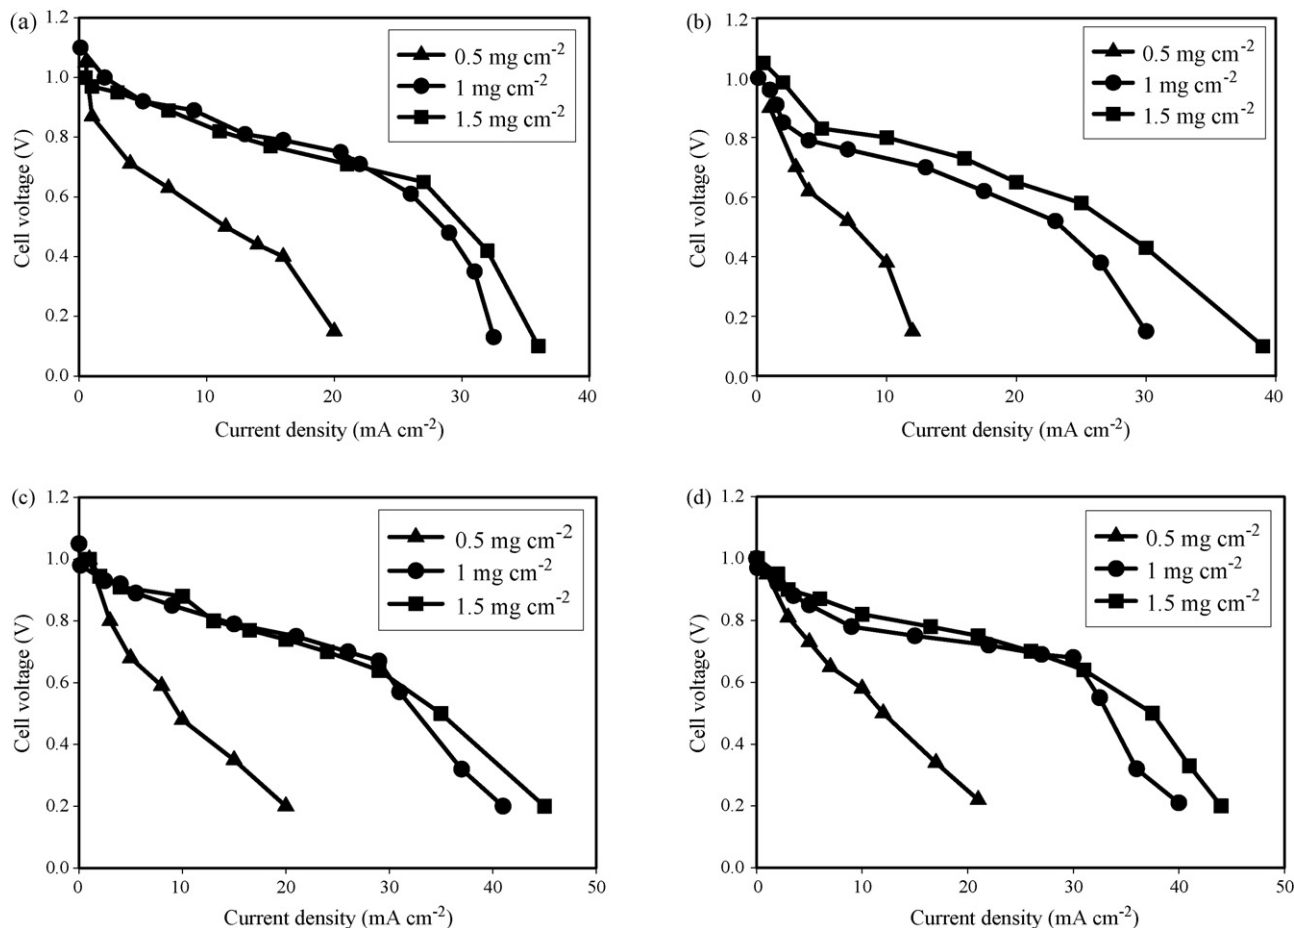 (a)
1.2
1.0
0.8
0.6
0.4
0.2
0.0
Cell voltage (V)
0.5 mg cm⁻²
1 mg cm⁻²
1.5 mg cm⁻²
0 10 20 30 40
Current density (mA cm⁻²)
(b)
1.2
1.0
0.8
0.6
0.4
0.2
0.0
Cell voltage (V)
0.5 mg cm⁻²
1 mg cm⁻²
1.5 mg cm⁻²
0 10 20 30 40
Current density (mA cm⁻²)
(c)
1.2
1.0
0.8
0.6
0.4
0.2
0.0
Cell voltage (V)
0.5 mg cm⁻²
1 mg cm⁻²
1.5 mg cm⁻²
0 10 20 30 40 50
Current density (mA cm⁻²)
(d)
1.2
1.0
0.8
0.6
0.4
0.2
0.0
Cell voltage (V)
0.5 mg cm⁻²
1 mg cm⁻²
1.5 mg cm⁻²
0 10 20 30 40 50
Current density (mA cm⁻²)